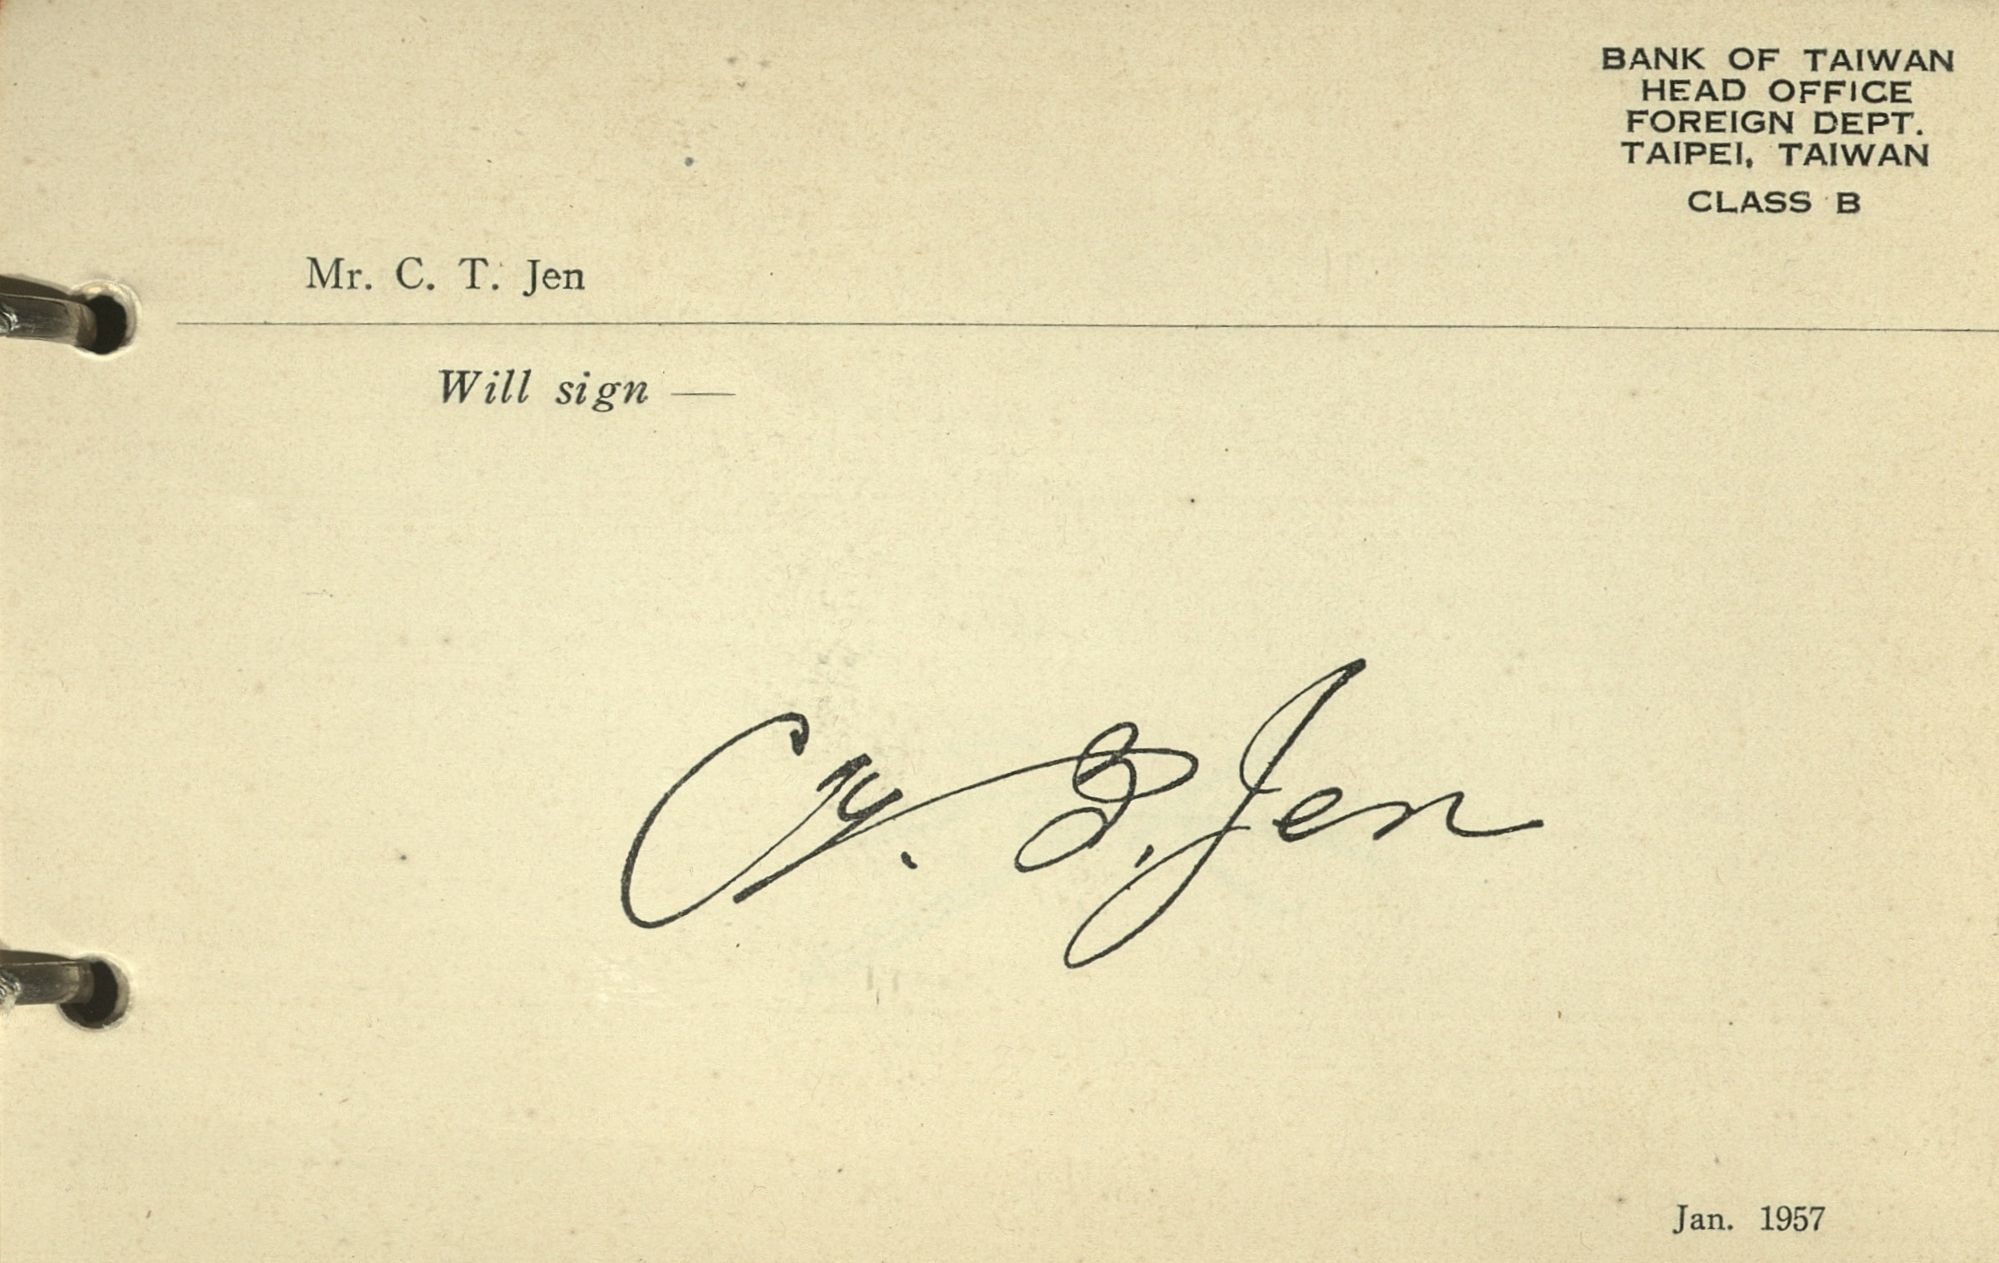 BANK OF TAIWAN
HEAD OFFICE
FOREIGN DEPT.
TAIPEI, TAIWAN
CLASS B
Mr. C. T. Jen
Will sign —
Jen
Jan. 1957